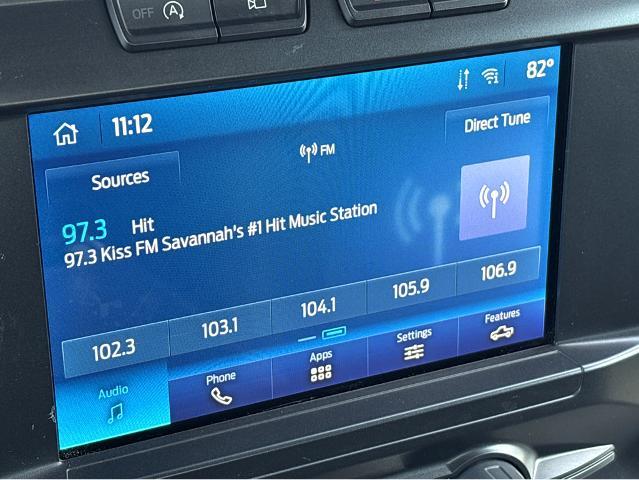 OFF A
11:12
82°
Sources
FM
Direct Tune
97.3 Hit
97.3 Kiss FM Savannah's #1 Hit Music Station
102.3
103.1
104.1
105.9
106.9
Audio
Phone
Apps
Settings
Features